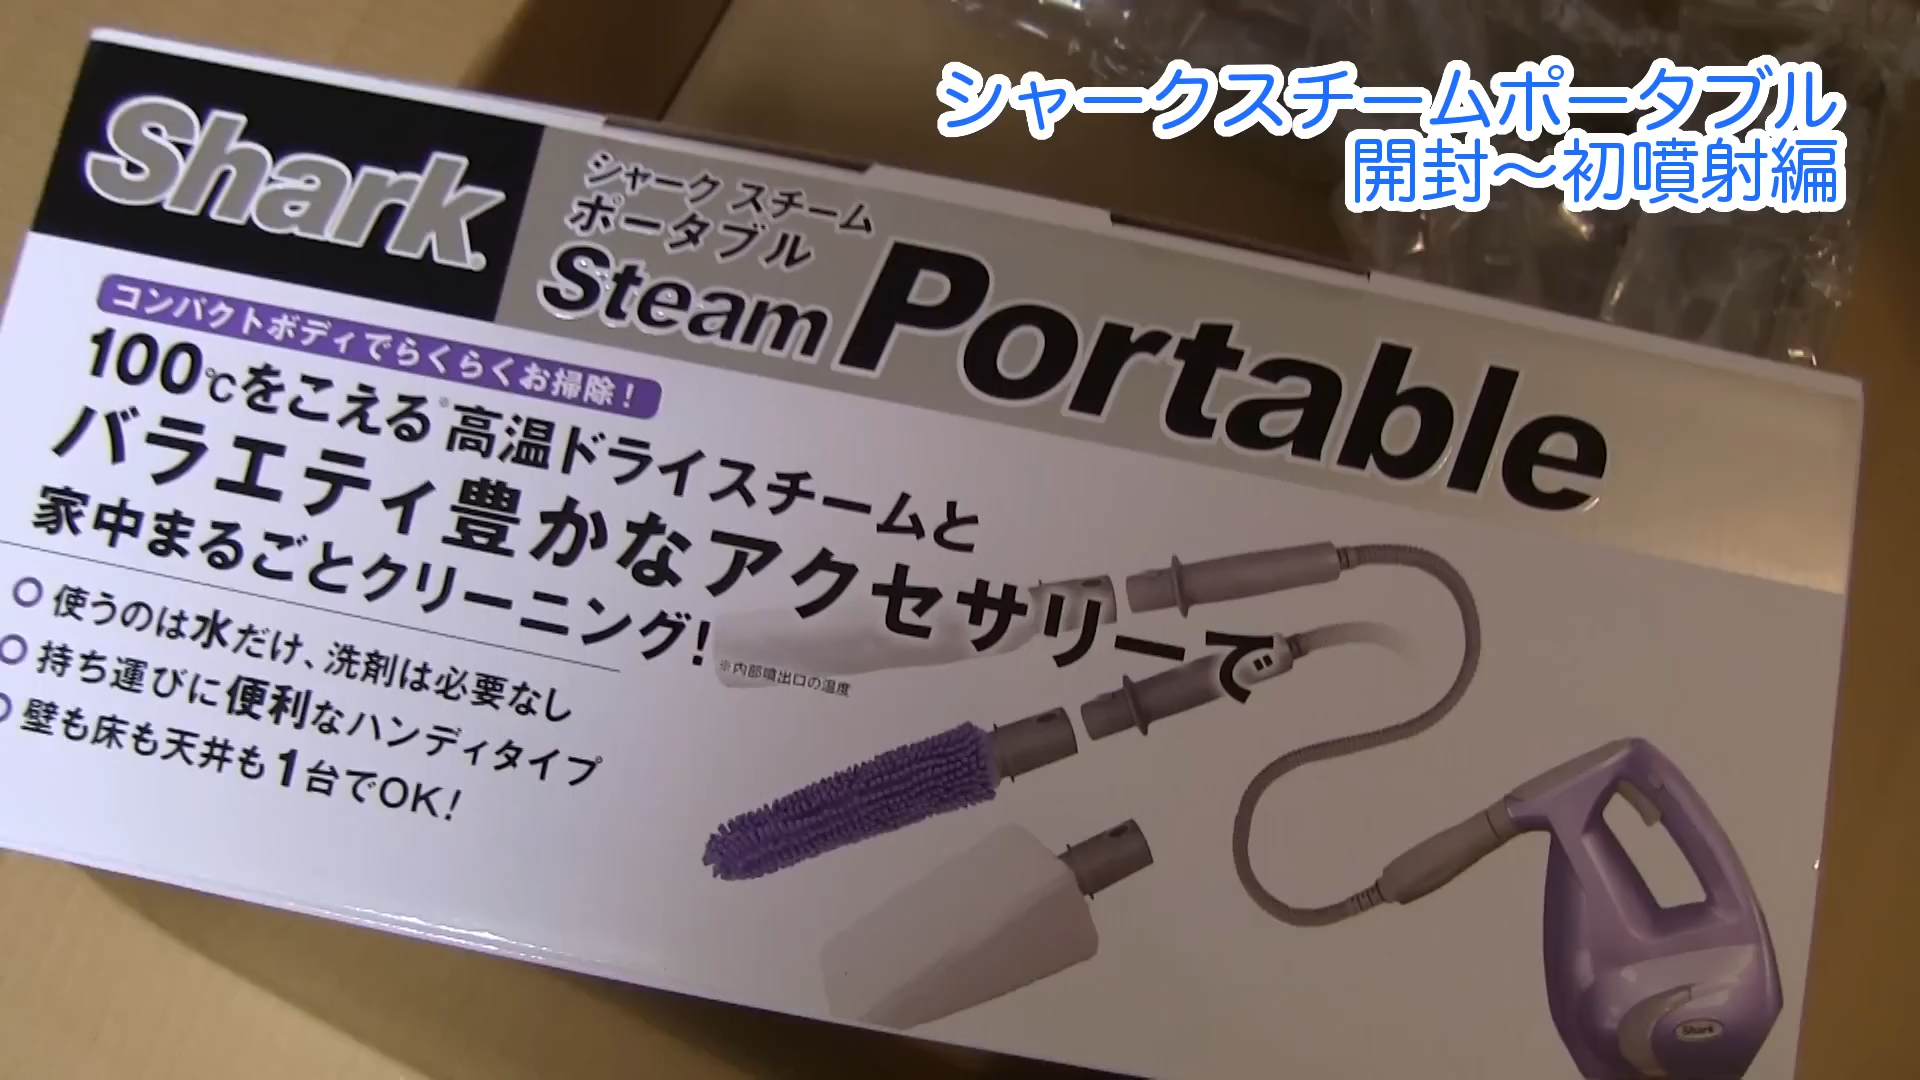 シャークスチームポータブル
開封～初噴射編
Shark
シャーク スチーム
ポータブル
Steam Portable
コンパクトボディでらくらくお掃除！
100℃をこえる※高温ドライスチームと
バラエティ豊かなアクセサリーで
家中まるごとクリーニング！
※内部噴出口の温度
使うのは水だけ、洗剤は必要なし
持ち運びに便利なハンディタイプ
壁も床も天井も1台でOK！
Shark